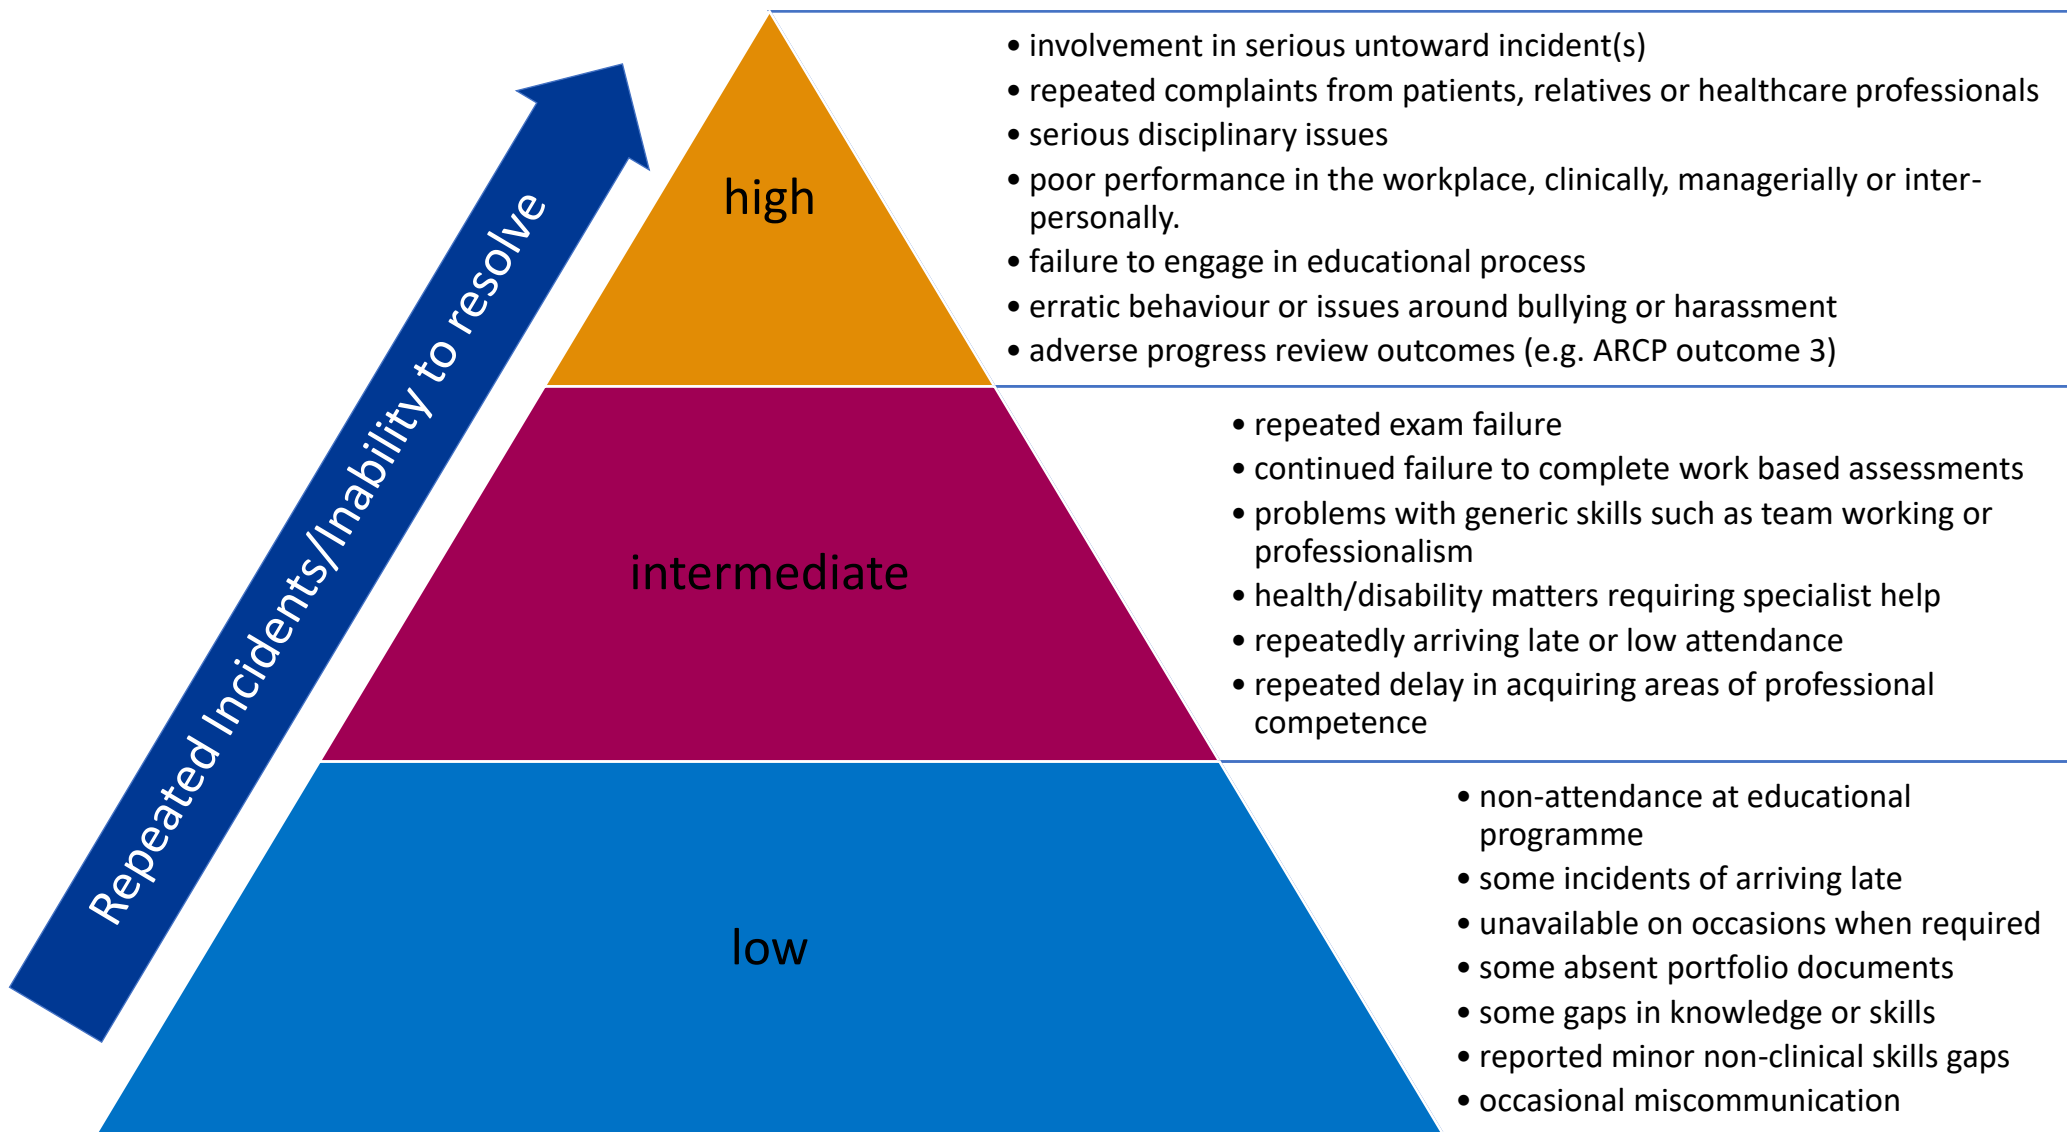 Repeated Incidents/Inability to resolve
high
• involvement in serious untoward incident(s)
• repeated complaints from patients, relatives or healthcare professionals
• serious disciplinary issues
• poor performance in the workplace, clinically, managerially or inter-
personally.
• failure to engage in educational process
• erratic behaviour or issues around bullying or harassment
• adverse progress review outcomes (e.g. ARCP outcome 3)
intermediate
• repeated exam failure
• continued failure to complete work based assessments
• problems with generic skills such as team working or
professionalism
• health/disability matters requiring specialist help
• repeatedly arriving late or low attendance
• repeated delay in acquiring areas of professional
competence
low
• non-attendance at educational
programme
• some incidents of arriving late
• unavailable on occasions when required
• some absent portfolio documents
• some gaps in knowledge or skills
• reported minor non-clinical skills gaps
• occasional miscommunication